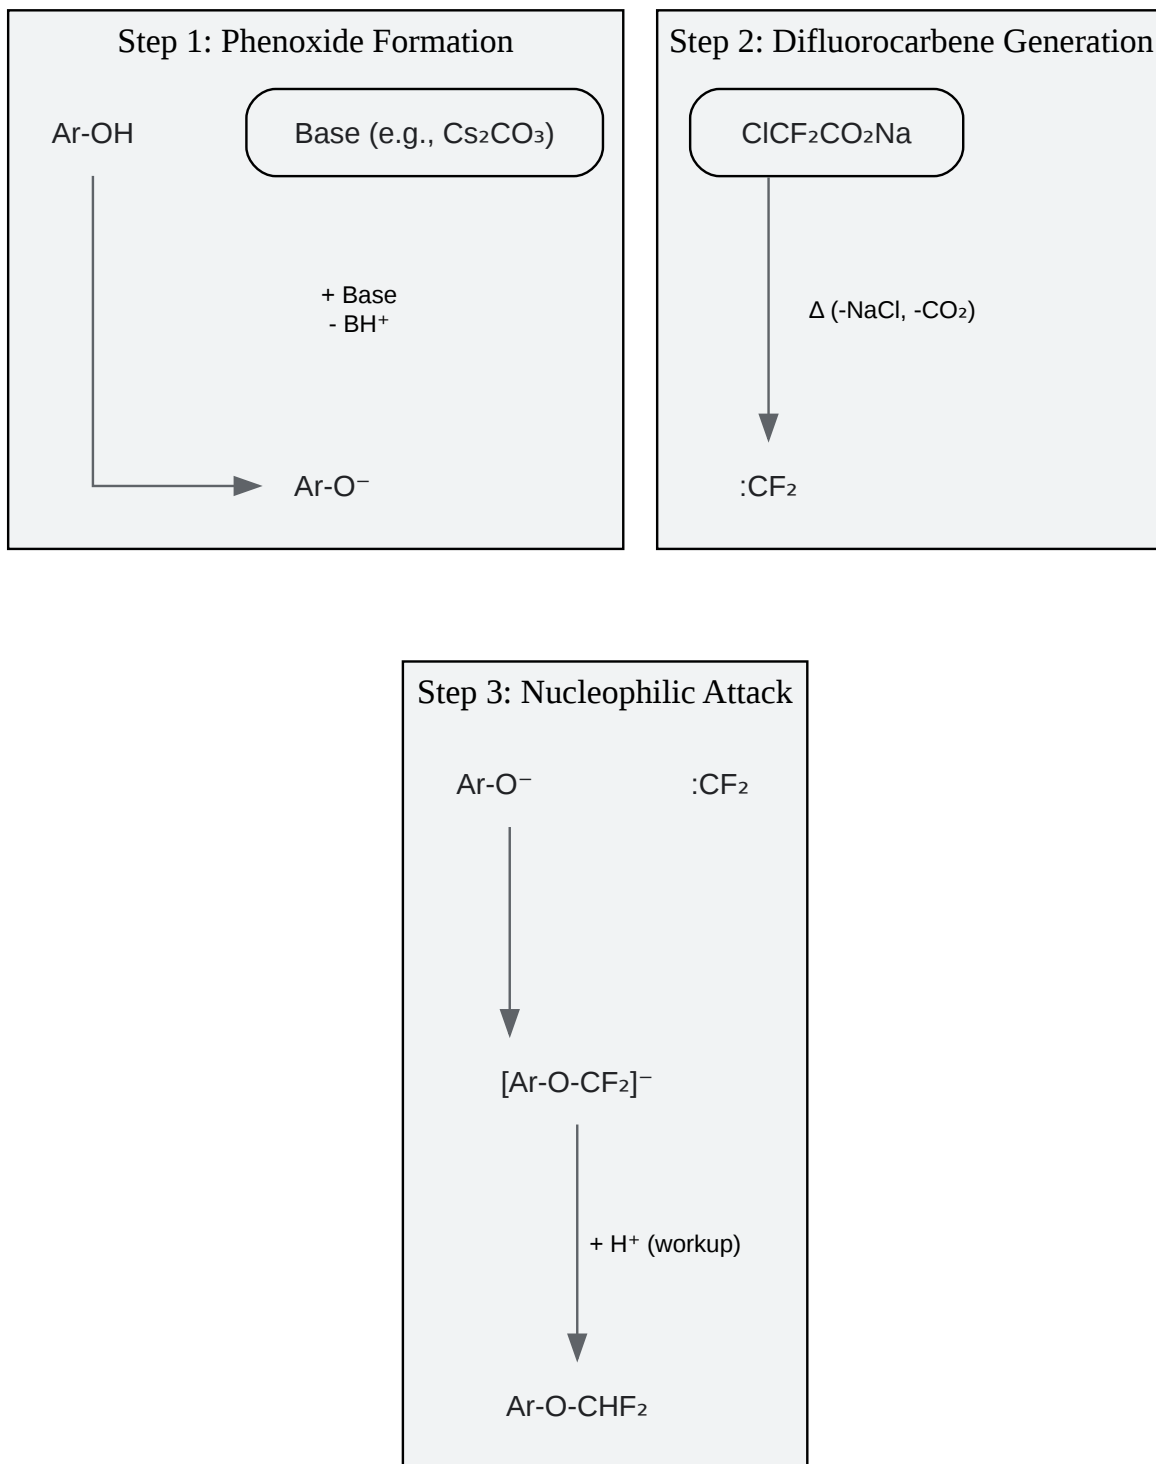 Step 1: Phenoxide Formation
Ar-OH
Base (e.g., Cs₂CO₃)
+ Base
- BH⁺
Ar-O⁻
Step 2: Difluorocarbene Generation
ClCF₂CO₂Na
Δ (-NaCl, -CO₂)
:CF₂
Step 3: Nucleophilic Attack
Ar-O⁻
:CF₂
[Ar-O-CF₂]⁻
+ H⁺ (workup)
Ar-O-CHF₂